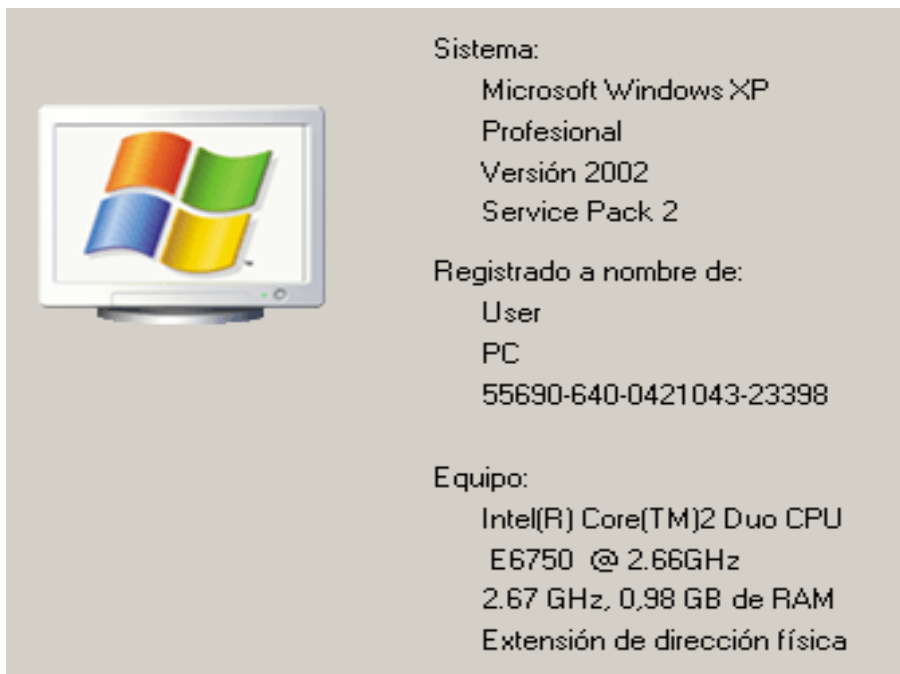 Sistema:
Microsoft Windows XP
Profesional
Versión 2002
Service Pack 2
Registrado a nombre de:
User
PC
55690-640-0421043-23398
Equipo:
Intel(R) Core(TM)2 Duo CPU
E6750 @ 2.66GHz
2.67 GHz, 0,98 GB de RAM
Extensión de dirección física